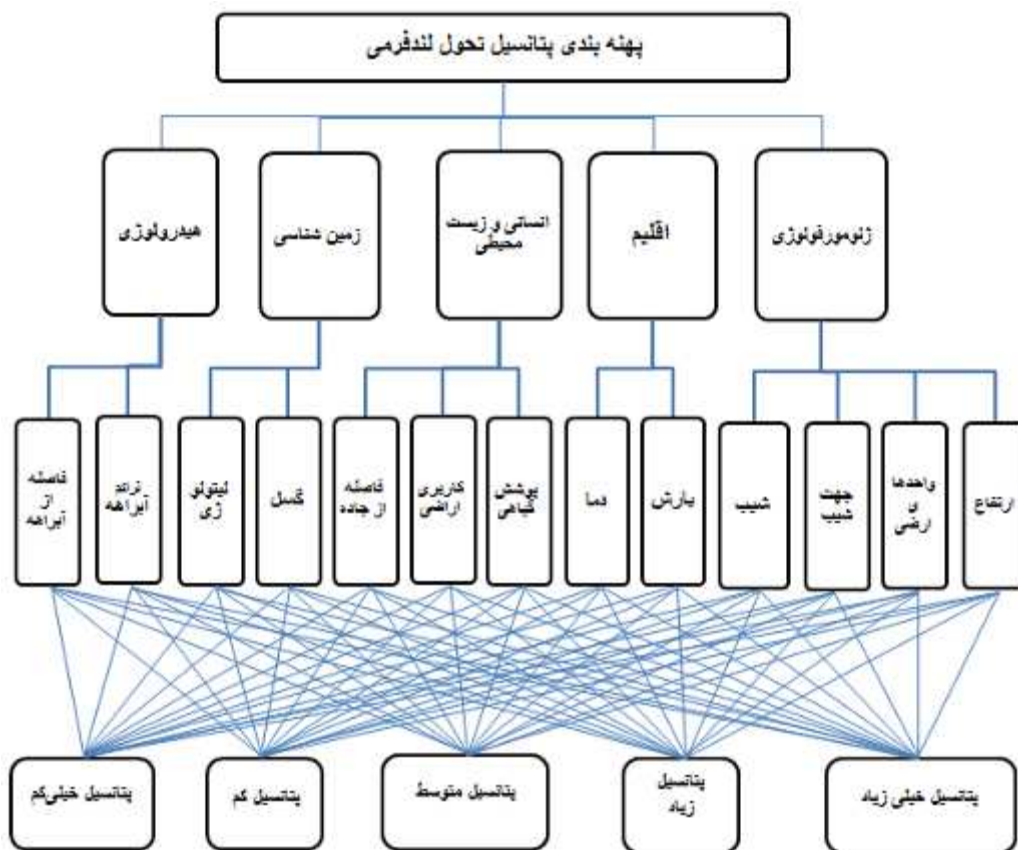 پهنه بندی پتانسیل تحول لندفرمی
ژئومورفولوژی
اقلیم
انسانی و زیست
محیطی
زمین شناسی
هیدرولوژی
ارتفاع
واحدها
ی
ارضی
جهت
شیب
شیب
بارش
دما
پوشش
گیاهی
کاربری
اراضی
فاصله
از جاده
گسل
لیتولو
ژی
تراکم
آبراهه
فاصله
از
آبراهه
پتانسیل خیلی زیاد
پتانسیل
زیاد
پتانسیل متوسط
پتانسیل کم
پتانسیل خیلی‌کم